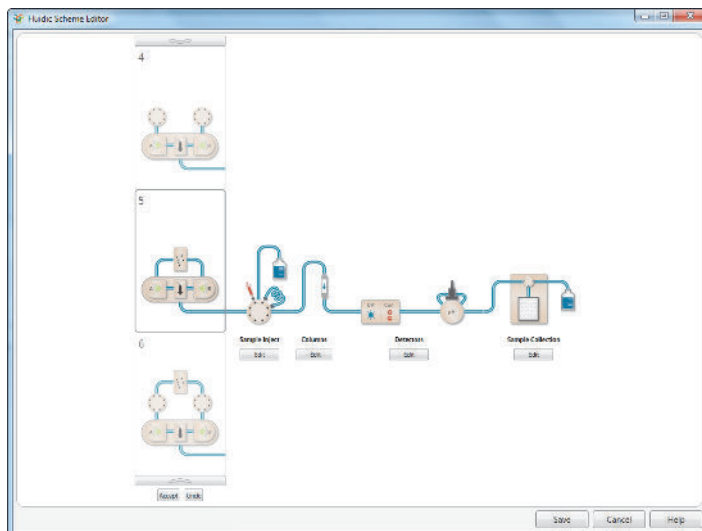 Fluidic Scheme Editor
4
5
Sample Inject
Columns
Detectors
Sample Collection
Edit
Edit
Edit
Edit
6
Accept
Undo
Save
Cancel
Help